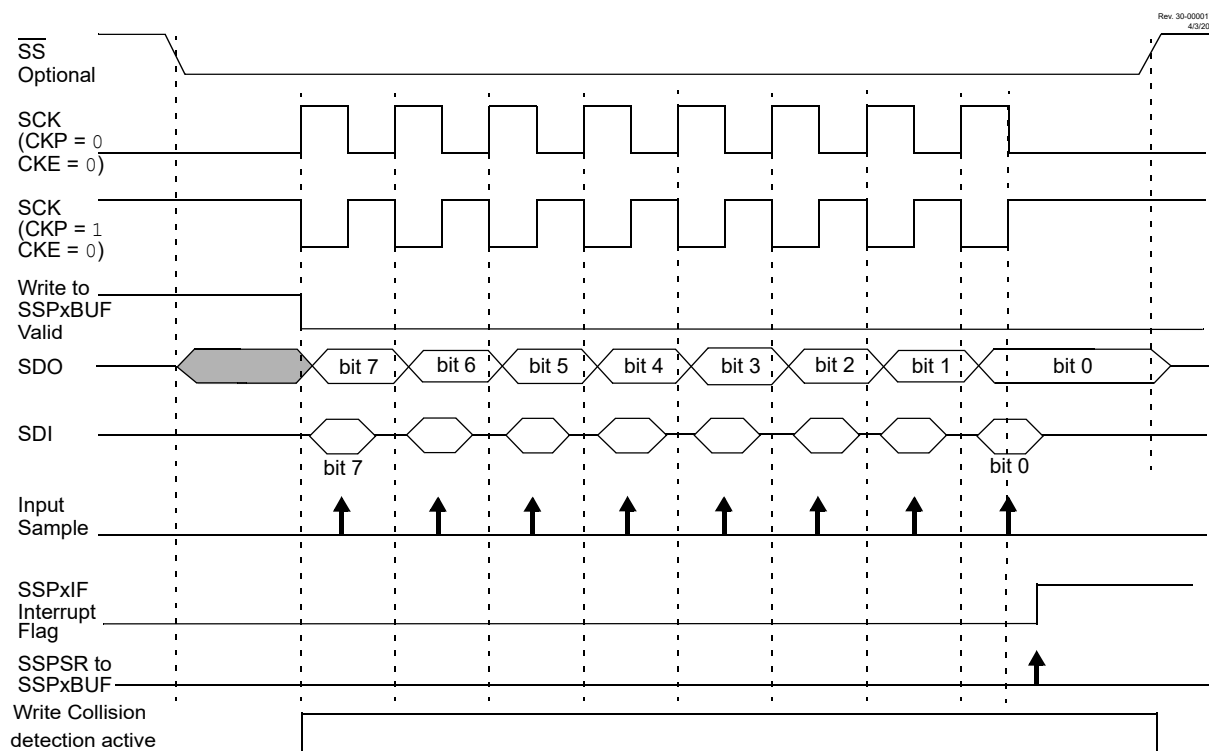 Rev. 30-00001
4/3/20
SS
Optional
SCK
(CKP = 0
CKE = 0)
SCK
(CKP = 1
CKE = 0)
Write to
SSPxBUF
Valid
SDO
bit 7
bit 6
bit 5
bit 4
bit 3
bit 2
bit 1
bit 0
SDI
bit 7
bit 0
Input
Sample
SSPxIF
Interrupt
Flag
SSPSR to
SSPxBUF
Write Collision
detection active